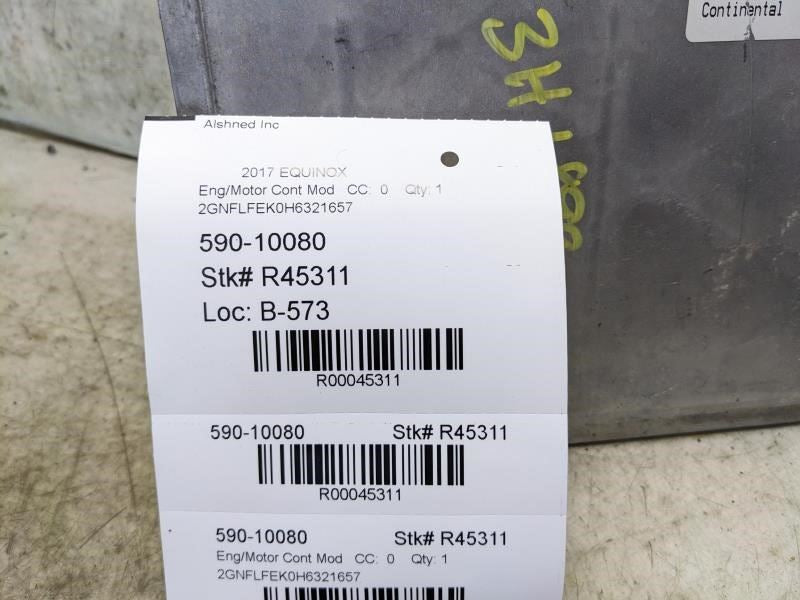 Continental
3H 1600
Alshned Inc
2017 EQUINOX
Eng/Motor Cont Mod CC: 0 Qty: 1
2GNFLFEK0H6321657
590-10080
Stk# R45311
Loc: B-573
R00045311
590-10080 Stk# R45311
R00045311
590-10080 Stk# R45311
Eng/Motor Cont Mod CC: 0 Qty: 1
2GNFLFEK0H6321657